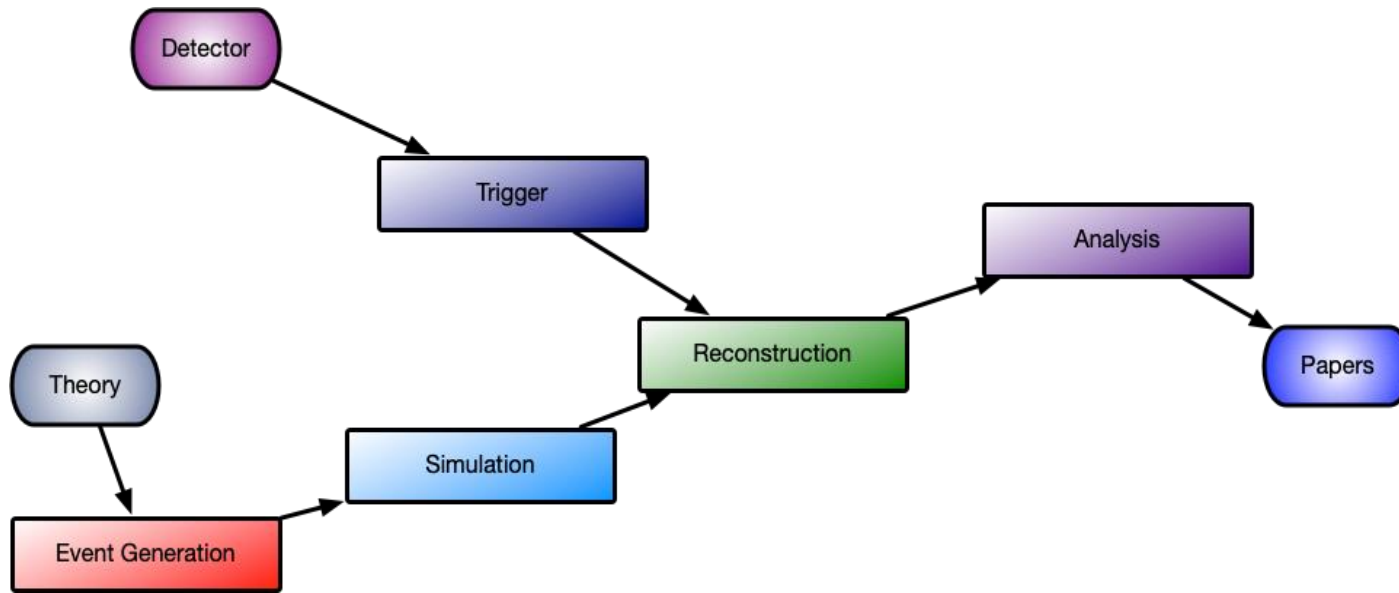 Detector
Trigger
Analysis
Reconstruction
Theory
Papers
Simulation
Event Generation